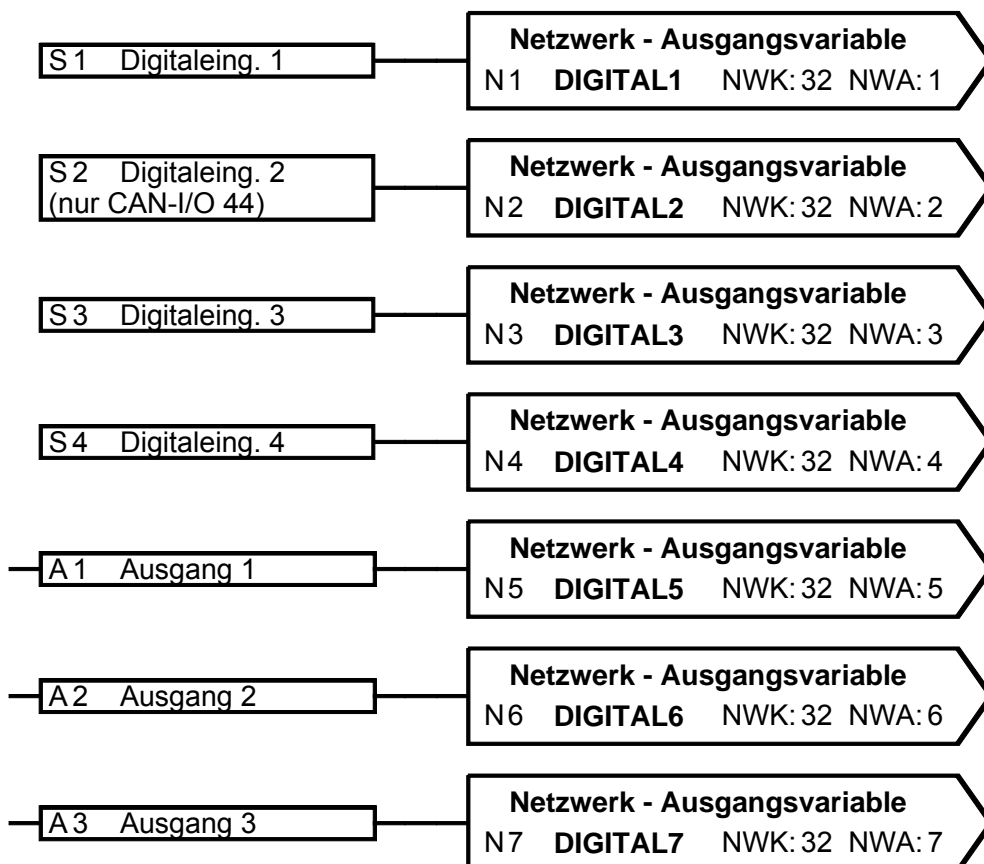 Netzwerk - Ausgangsvariable
S 1 Digitaleing. 1
N 1 DIGITAL1 NWK: 32 NWA: 1
Netzwerk - Ausgangsvariable
S 2 Digitaleing. 2
(nur CAN-I/O 44)
N 2 DIGITAL2 NWK: 32 NWA: 2
Netzwerk - Ausgangsvariable
S 3 Digitaleing. 3
N 3 DIGITAL3 NWK: 32 NWA: 3
Netzwerk - Ausgangsvariable
S 4 Digitaleing. 4
N 4 DIGITAL4 NWK: 32 NWA: 4
Netzwerk - Ausgangsvariable
A 1 Ausgang 1
N 5 DIGITAL5 NWK: 32 NWA: 5
Netzwerk - Ausgangsvariable
A 2 Ausgang 2
N 6 DIGITAL6 NWK: 32 NWA: 6
Netzwerk - Ausgangsvariable
A 3 Ausgang 3
N 7 DIGITAL7 NWK: 32 NWA: 7